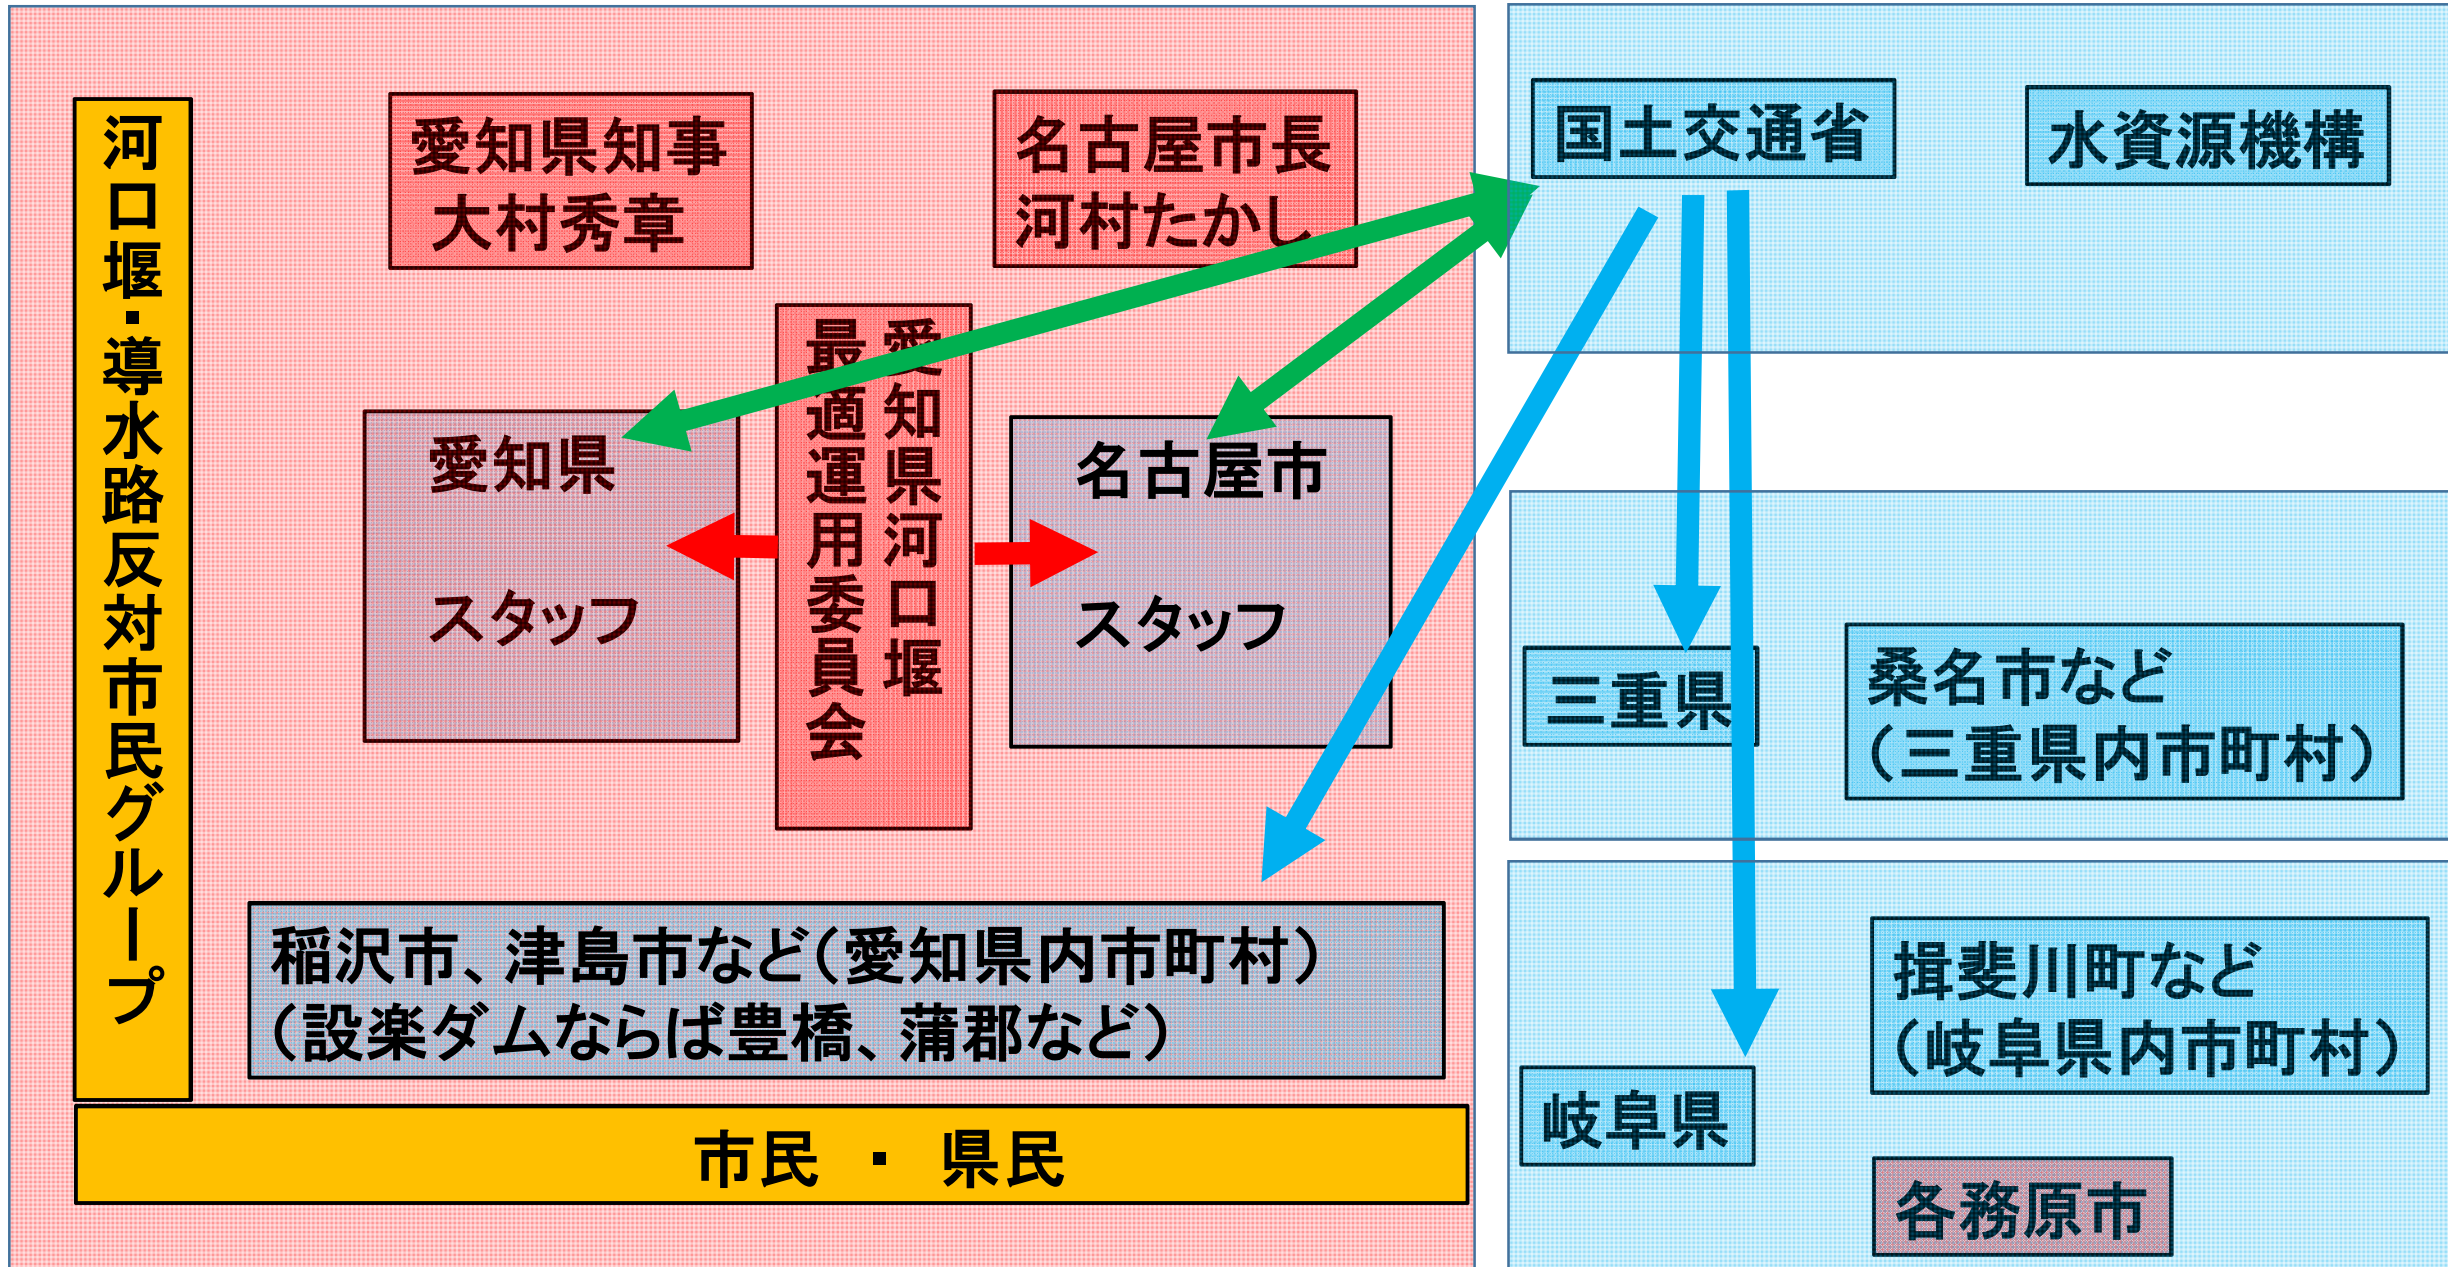 河口堰・導水路反対市民グループ
愛知県知事
大村秀章
名古屋市長
河村たかし
愛知県河口堰
最適運用委員会
愛知県
スタッフ
名古屋市
スタッフ
稲沢市、津島市など（愛知県内市町村）
（設楽ダムならば豊橋、蒲郡など）
市民　・　県民
国土交通省
水資源機構
三重県
桑名市など
（三重県内市町村）
岐阜県
揖斐川町など
（岐阜県内市町村）
各務原市